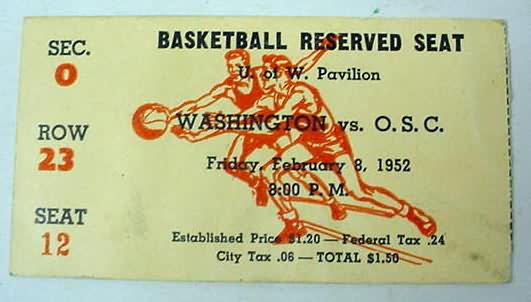 SEC.
O
ROW
23
SEAT
12
BASKETBALL RESERVED SEAT
U. of W. Pavilion
WASHINGTON vs. O.S.C.
Friday, February 8, 1952
8:00 P.M.
Established Price $1.20 — Federal Tax .24
City Tax .06 — TOTAL $1.50